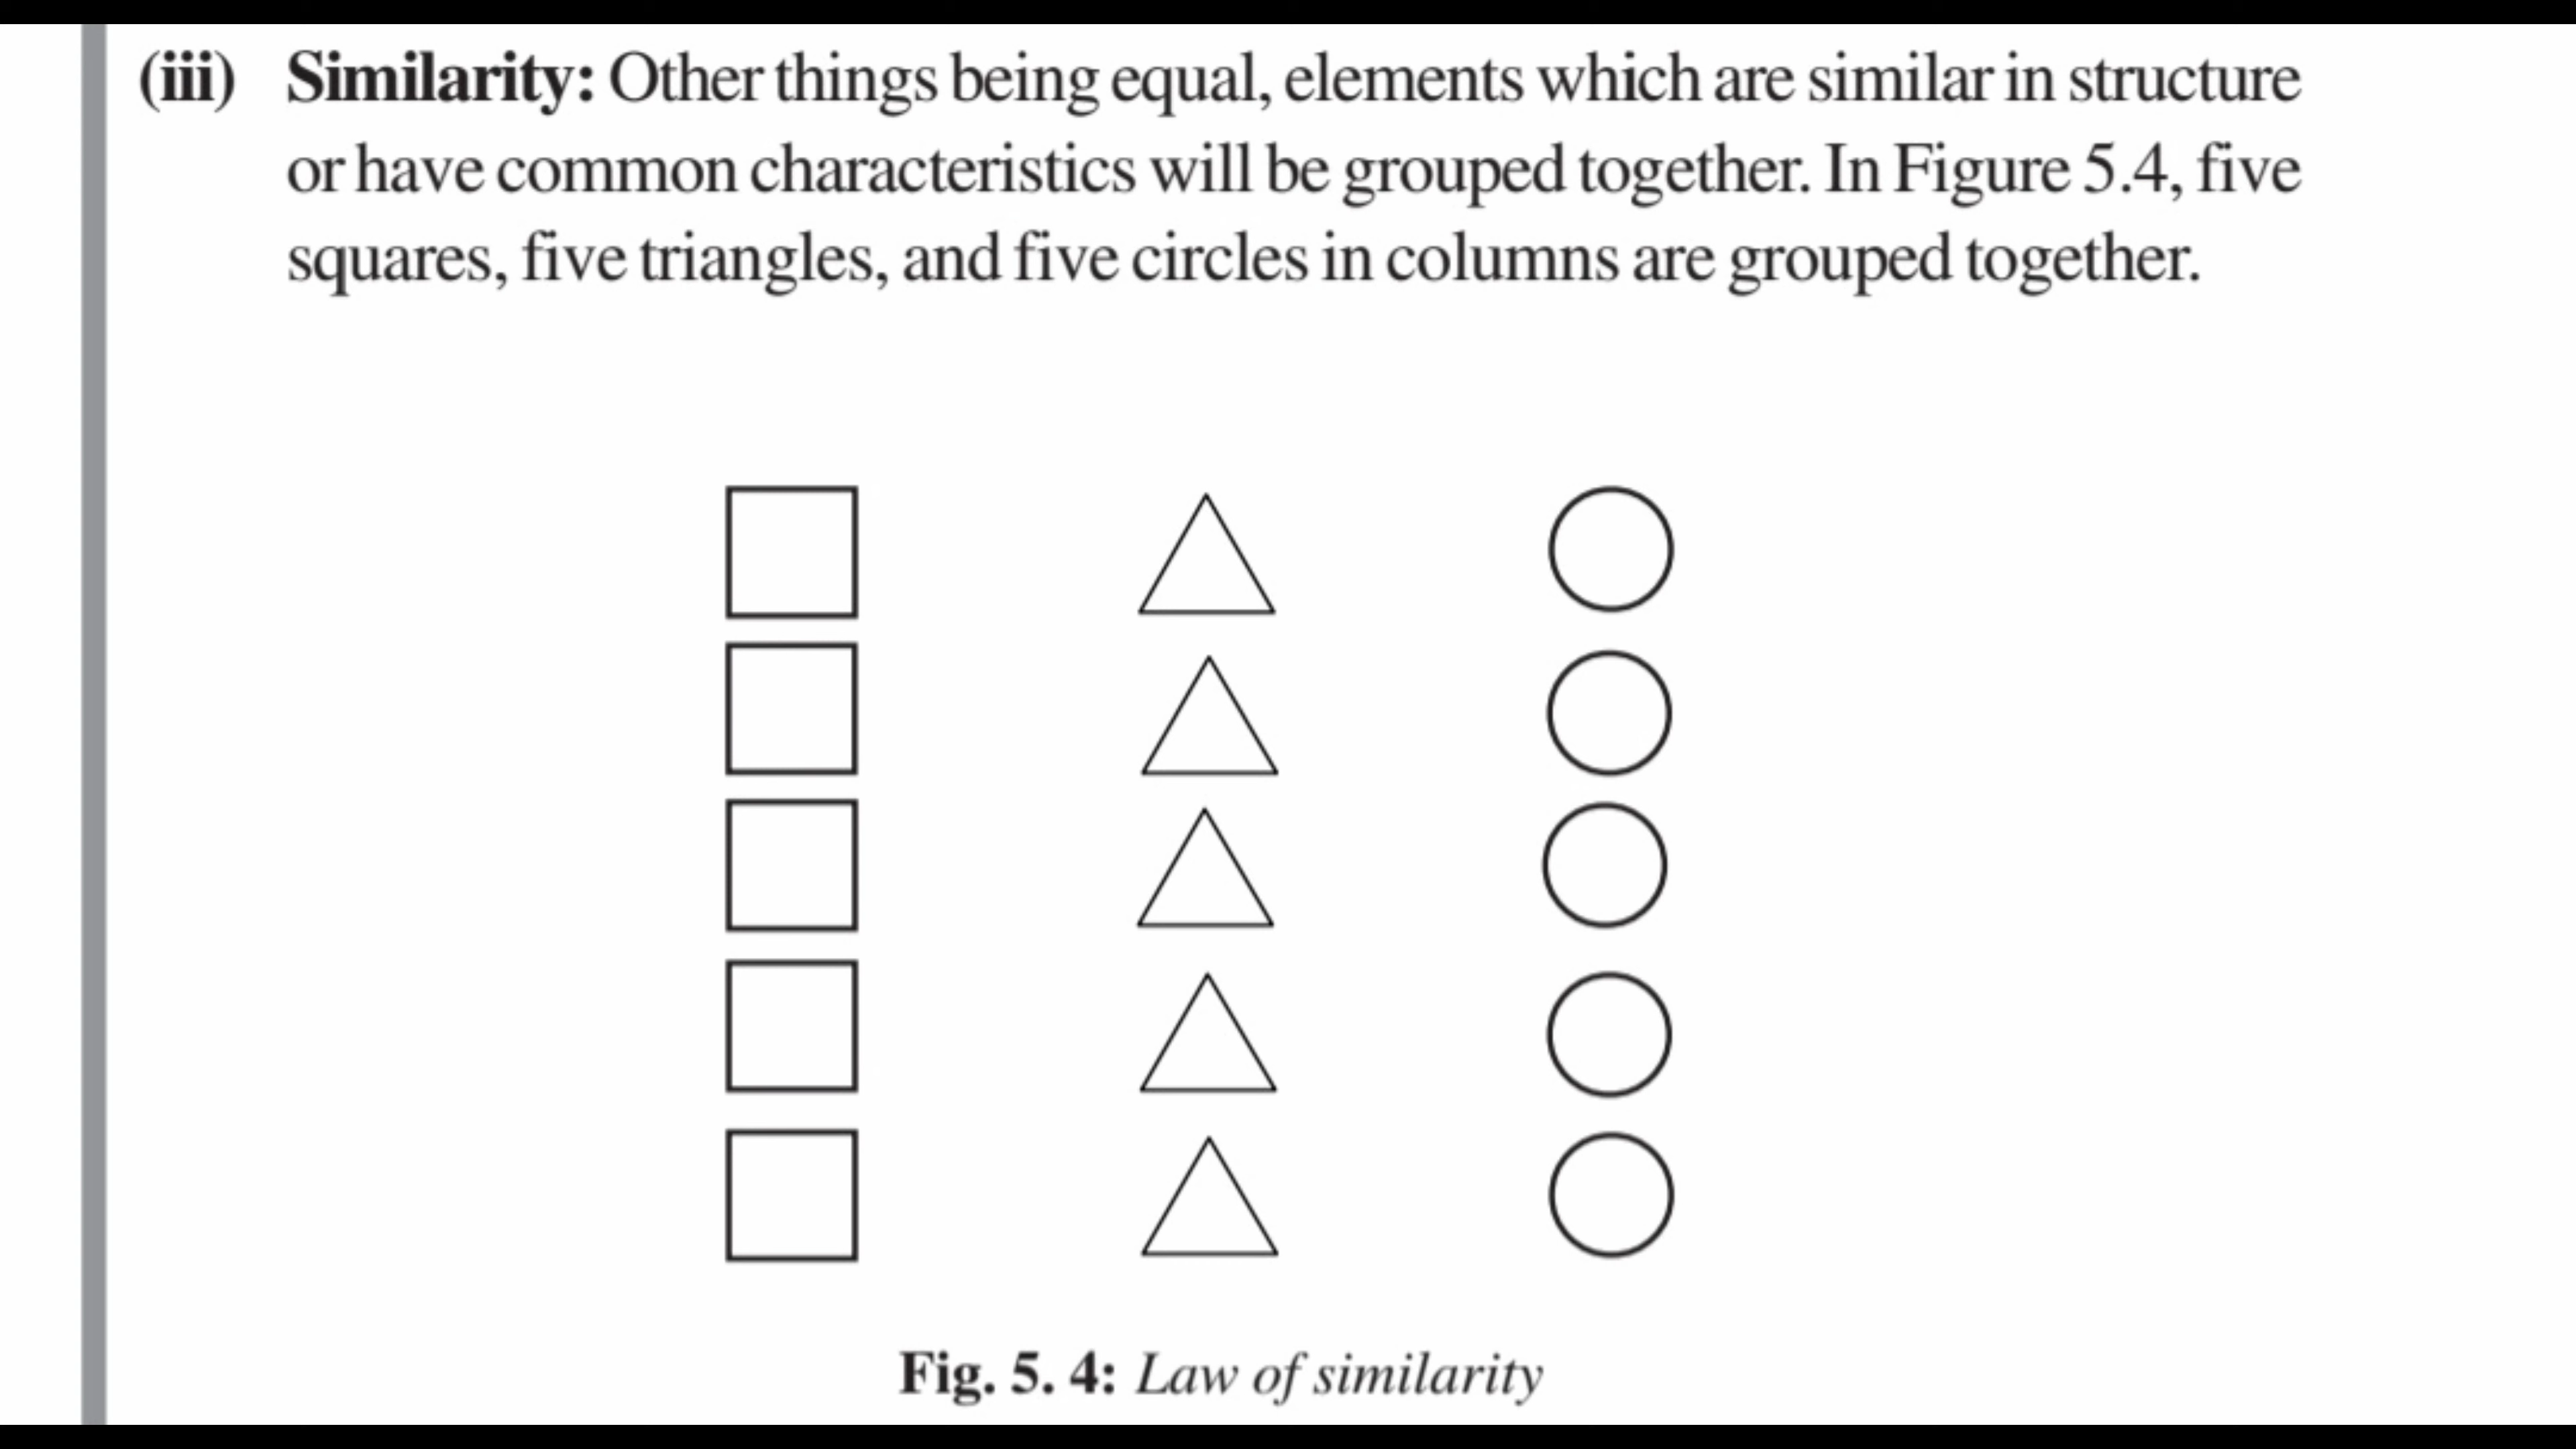 (iii) Similarity: Other things being equal, elements which are similar in structure
or have common characteristics will be grouped together. In Figure 5.4, five
squares, five triangles, and five circles in columns are grouped together.
Fig. 5. 4: Law of similarity